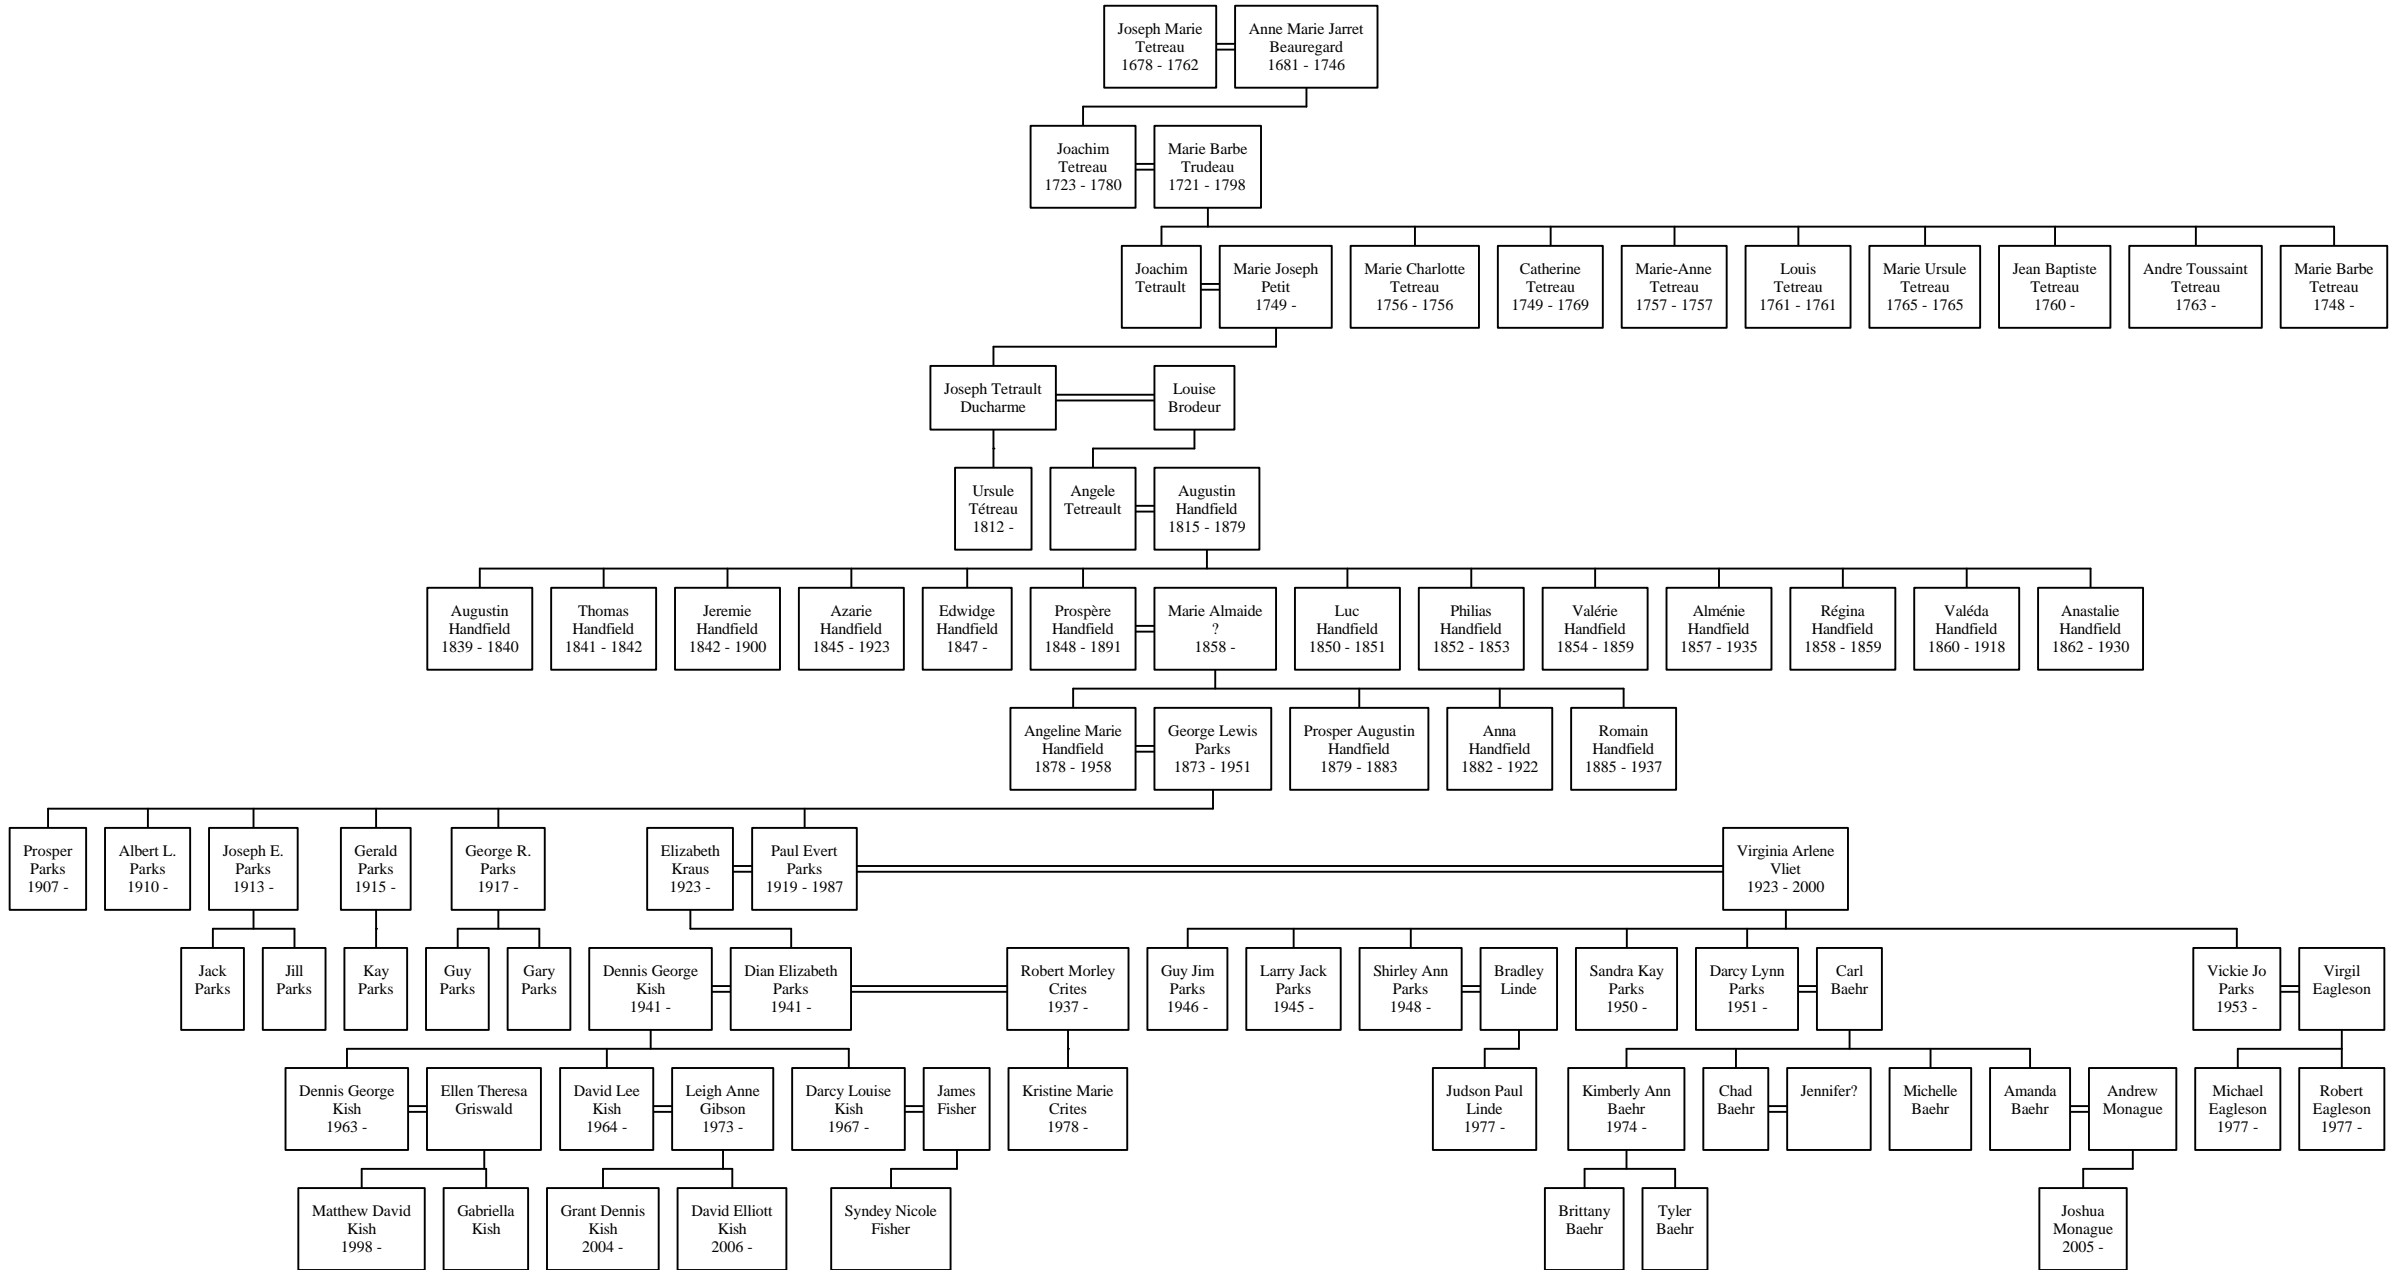 Joseph Marie
Tetreau
1678 - 1762
Anne Marie Jarret
Beauregard
1681 - 1746
Joachim
Tetreau
1723 - 1780
Marie Barbe
Trudeau
1721 - 1798
Joachim
Tetrault
Marie Joseph
Petit
1749 -
Marie Charlotte
Tetreau
1756 - 1756
Catherine
Tetreau
1749 - 1769
Marie-Anne
Tetreau
1757 - 1757
Louis
Tetreau
1761 - 1761
Marie Ursule
Tetreau
1765 - 1765
Jean Baptiste
Tetreau
1760 -
Andre Toussaint
Tetreau
1763 -
Marie Barbe
Tetreau
1748 -
Joseph Tetrault
Ducharme
Louise
Brodeur
Ursule
Tétreau
1812 -
Angele
Tetreault
Augustin
Handfield
1815 - 1879
Augustin
Handfield
1839 - 1840
Thomas
Handfield
1841 - 1842
Jeremie
Handfield
1842 - 1900
Azarie
Handfield
1845 - 1923
Edwidge
Handfield
1847 -
Prospère
Handfield
1848 - 1891
Marie Almaide
?
1858 -
Luc
Handfield
1850 - 1851
Philias
Handfield
1852 - 1853
Valérie
Handfield
1854 - 1859
Alménie
Handfield
1857 - 1935
Régina
Handfield
1858 - 1859
Valéda
Handfield
1860 - 1918
Anastalie
Handfield
1862 - 1930
Angeline Marie
Handfield
1878 - 1958
George Lewis
Parks
1873 - 1951
Prosper Augustin
Handfield
1879 - 1883
Anna
Handfield
1882 - 1922
Romain
Handfield
1885 - 1937
Prosper
Parks
1907 -
Albert L.
Parks
1910 -
Joseph E.
Parks
1913 -
Gerald
Parks
1915 -
George R.
Parks
1917 -
Elizabeth
Kraus
1923 -
Paul Evert
Parks
1919 - 1987
Virginia Arlene
Vliet
1923 - 2000
Jack
Parks
Jill
Parks
Kay
Parks
Guy
Parks
Gary
Parks
Dennis George
Kish
1941 -
Dian Elizabeth
Parks
1941 -
Robert Morley
Crites
1937 -
Guy Jim
Parks
1946 -
Larry Jack
Parks
1945 -
Shirley Ann
Parks
1948 -
Bradley
Linde
Sandra Kay
Parks
1950 -
Darcy Lynn
Parks
1951 -
Carl
Baehr
Vickie Jo
Parks
1953 -
Virgil
Eagleson
Dennis George
Kish
1963 -
Ellen Theresa
Griswald
David Lee
Kish
1964 -
Leigh Anne
Gibson
1973 -
Darcy Louise
Kish
1967 -
James
Fisher
Kristine Marie
Crites
1978 -
Judson Paul
Linde
1977 -
Kimberly Ann
Baehr
1974 -
Chad
Baehr
Jennifer?
Michelle
Baehr
Amanda
Baehr
Andrew
Monague
Michael
Eagleson
1977 -
Robert
Eagleson
1977 -
Matthew David
Kish
1998 -
Gabriella
Kish
Grant Dennis
Kish
2004 -
David Elliott
Kish
2006 -
Syndey Nicole
Fisher
Brittany
Baehr
Tyler
Baehr
Joshua
Monague
2005 -